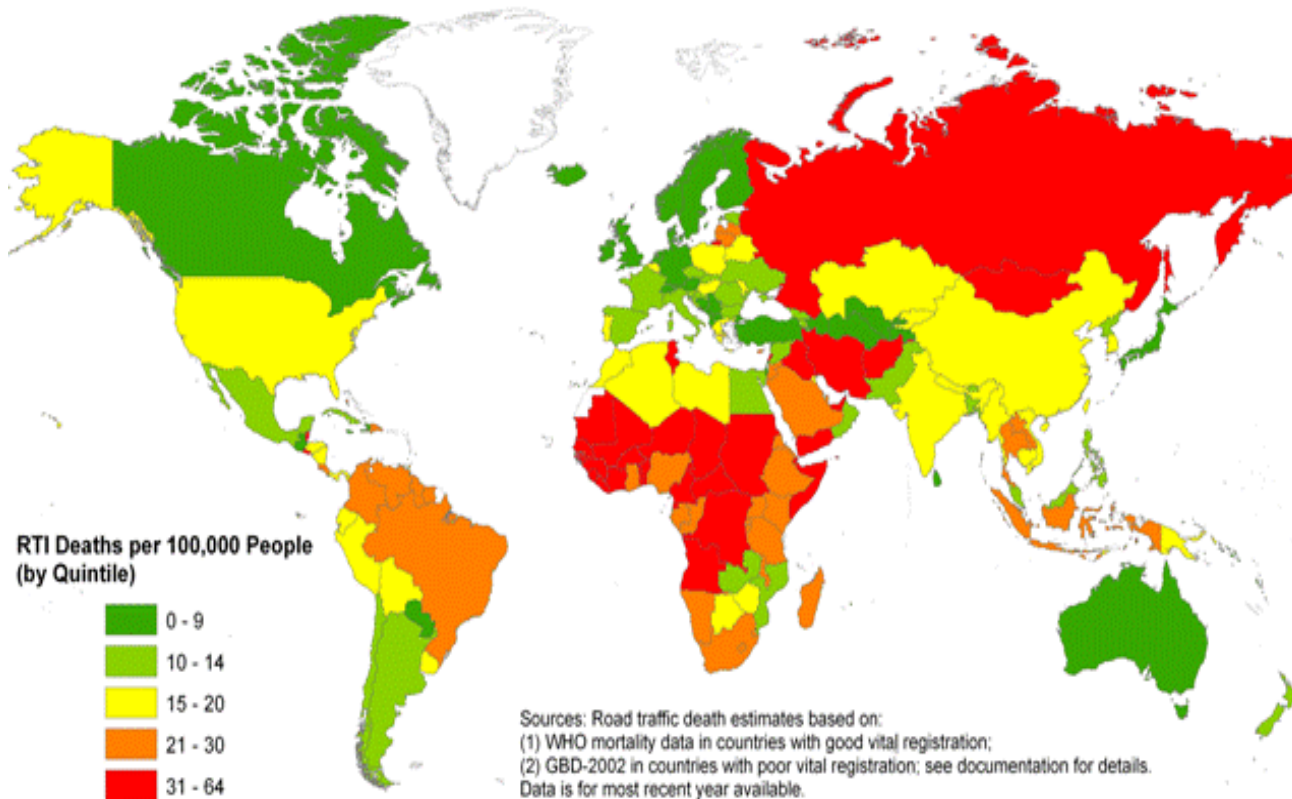 RTI Deaths per 100,000 People
(by Quintile)
0 - 9
10 - 14
15 - 20
21 - 30
31 - 64
Sources: Road traffic death estimates based on:
(1) WHO mortality data in countries with good vital registration;
(2) GBD-2002 in countries with poor vital registration; see documentation for details.
Data is for most recent year available.